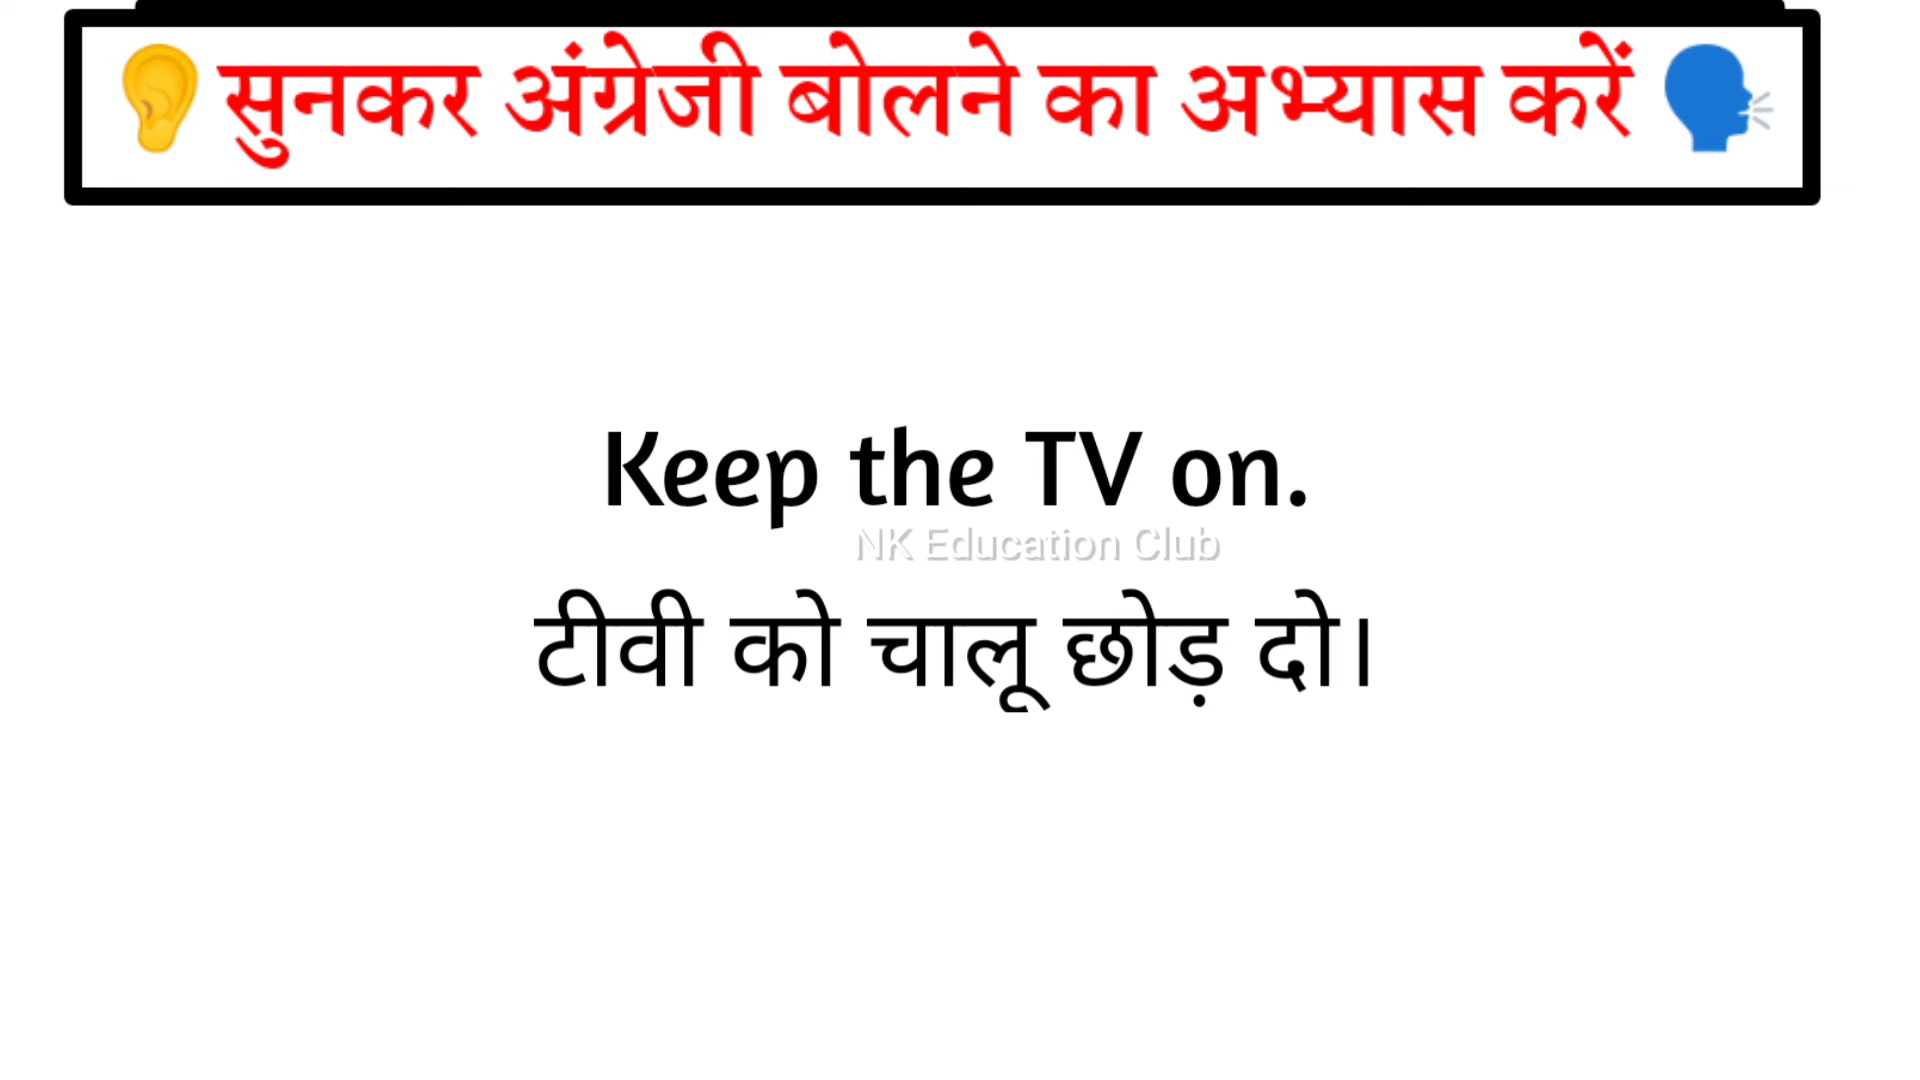 सुनकर अंग्रेजी बोलने का अभ्यास करें
Keep the TV on.
NK Education Club
टीवी को चालू छोड़ दो।